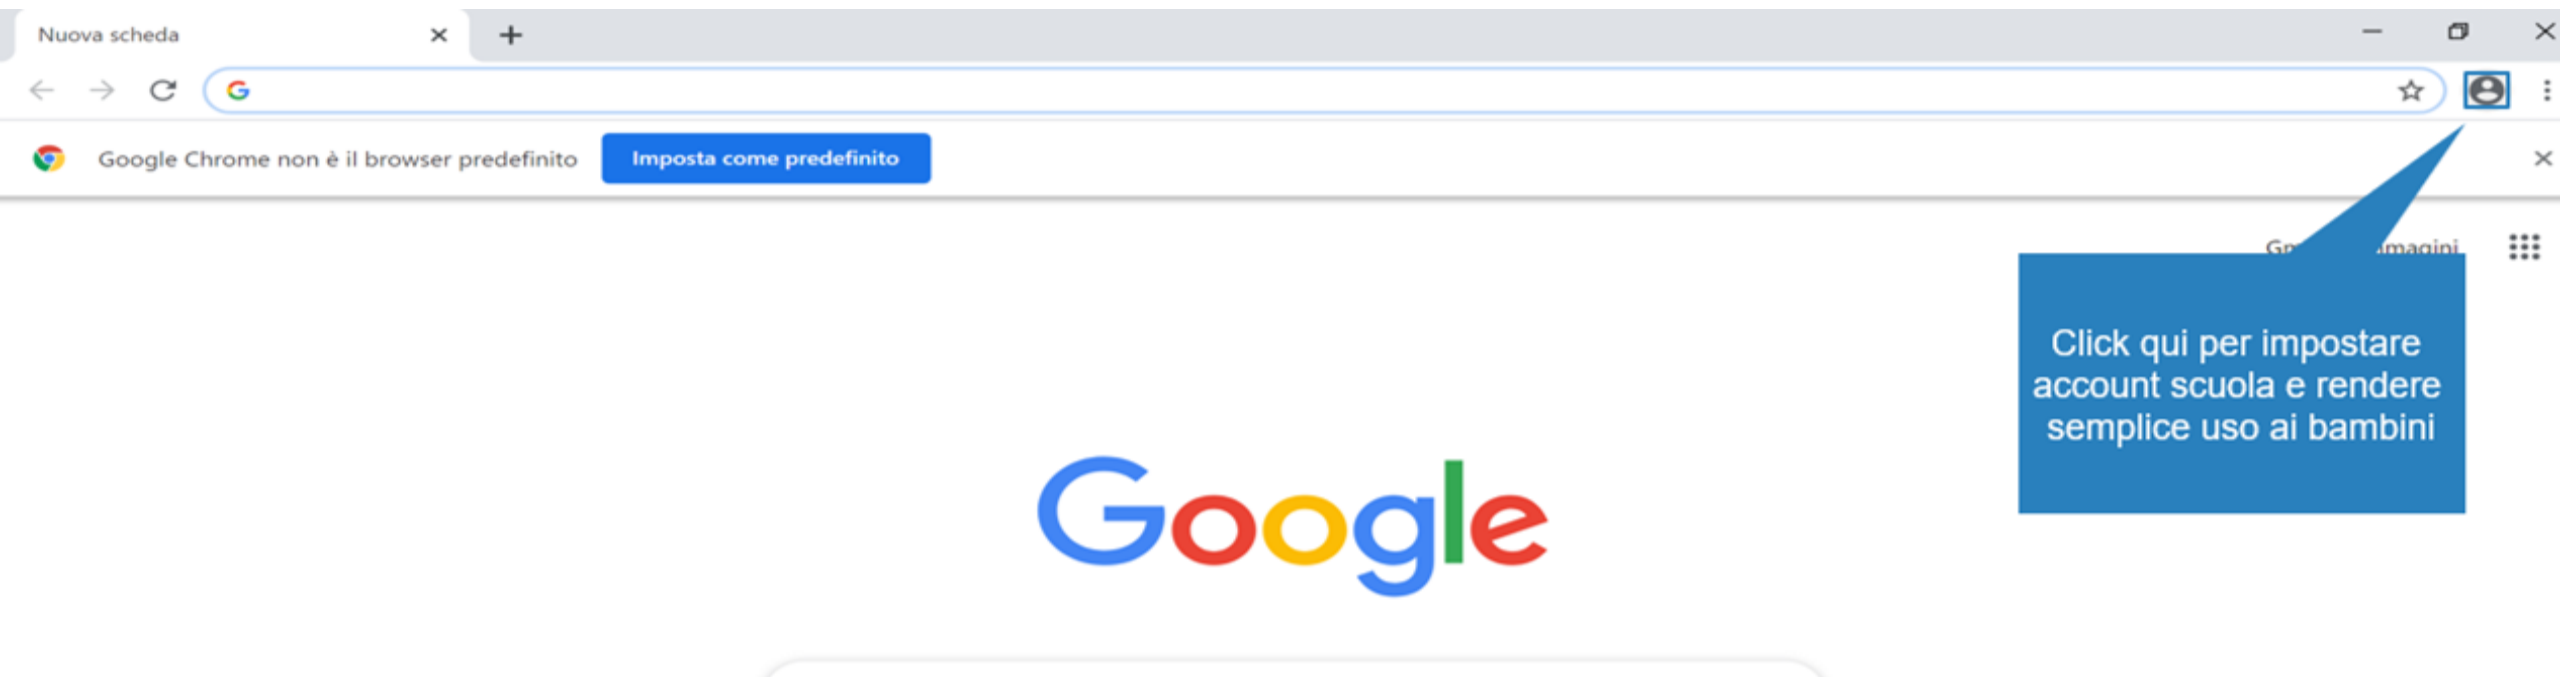 Nuova scheda
Google Chrome non è il browser predefinito
Imposta come predefinito
Click qui per impostare
account scuola e rendere
semplice uso ai bambini
Google